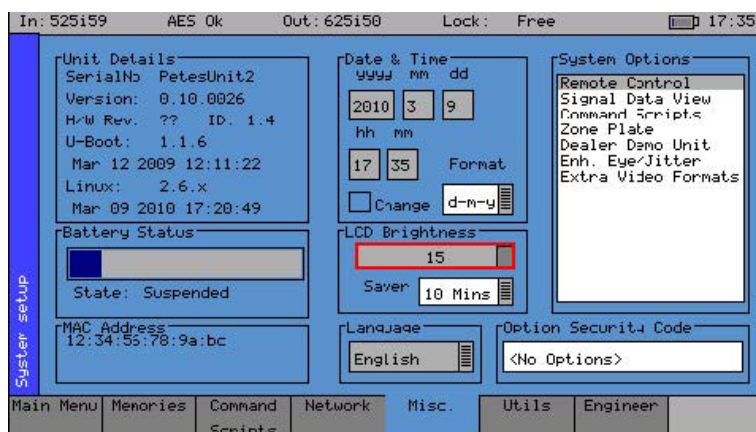 In: 525i59 AES Ok Out: 625i50 Lock: Free 17:35
Unit Details
SerialNo PetesUnit2
Version: 0.10.0026
H/W Rev. ?? ID. 1.4
U-Boot: 1.1.6
Mar 12 2009 12:11:22
Linux: 2.6.x
Mar 09 2010 17:20:49
Battery Status
State: Suspended
MAC Address
12:34:56:78:9a:bc
Date & Time
yyyy mm dd
2010 3 9
hh mm
17 35 Format
Change d-m-y
LCD Brightness
15
Saver 10 Mins
Language
English
System Options
Remote Control
Signal Data View
Command Scripts
Zone Plate
Dealer Demo Unit
Enh. Eye/Jitter
Extra Video Formats
Option Security Code
<No Options>
System setup
Main Menu Memories Command Scripts Network Misc. Utils Engineer